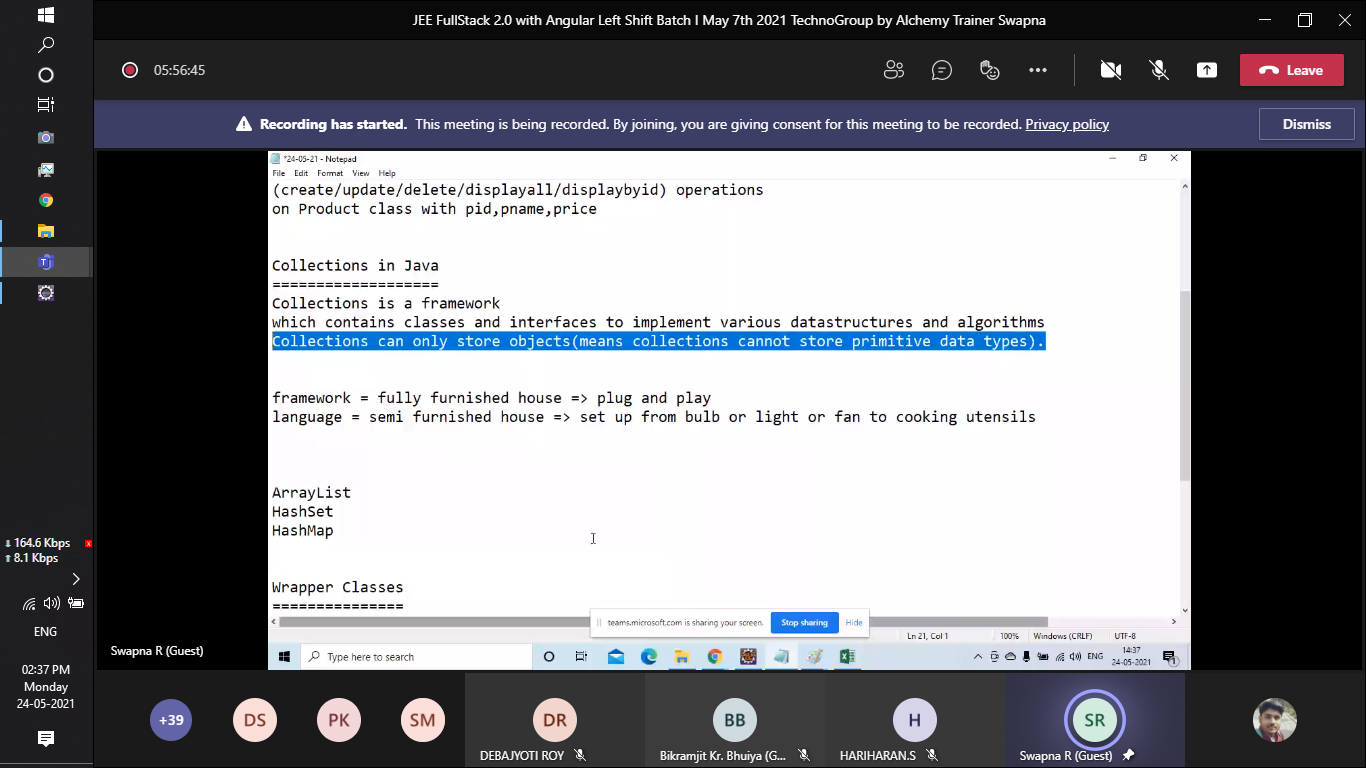 JEE FullStack 2.0 with Angular Left Shift Batch I May 7th 2021 TechnoGroup by Alchemy Trainer Swapna
05:56:45
Leave
Recording has started. This meeting is being recorded. By joining, you are giving consent for this meeting to be recorded. Privacy policy
Dismiss
*24-05-21 - Notepad
File Edit Format View Help
(create/update/delete/displayall/displaybyid) operations
on Product class with pid,pname,price
Collections in Java
===================
Collections is a framework
which contains classes and interfaces to implement various datastructures and algorithms
Collections can only store objects(means collections cannot store primitive data types).
framework = fully furnished house => plug and play
language = semi furnished house => set up from bulb or light or fan to cooking utensils
ArrayList
HashSet
HashMap
Wrapper Classes
===============
teams.microsoft.com is sharing your screen. Stop sharing Hide
Ln 21, Col 1 100% Windows (CRLF) UTF-8
Type here to search
ENG
14:37
24-05-2021
1
Swapna R (Guest)
164.6 Kbps
8.1 Kbps
ENG
02:37 PM
Monday
24-05-2021
+39
DS
PK
SM
DR
DEBAJYOTI ROY
BB
Bikramjit Kr. Bhuiya (G...
H
HARIHARAN.S
SR
Swapna R (Guest)